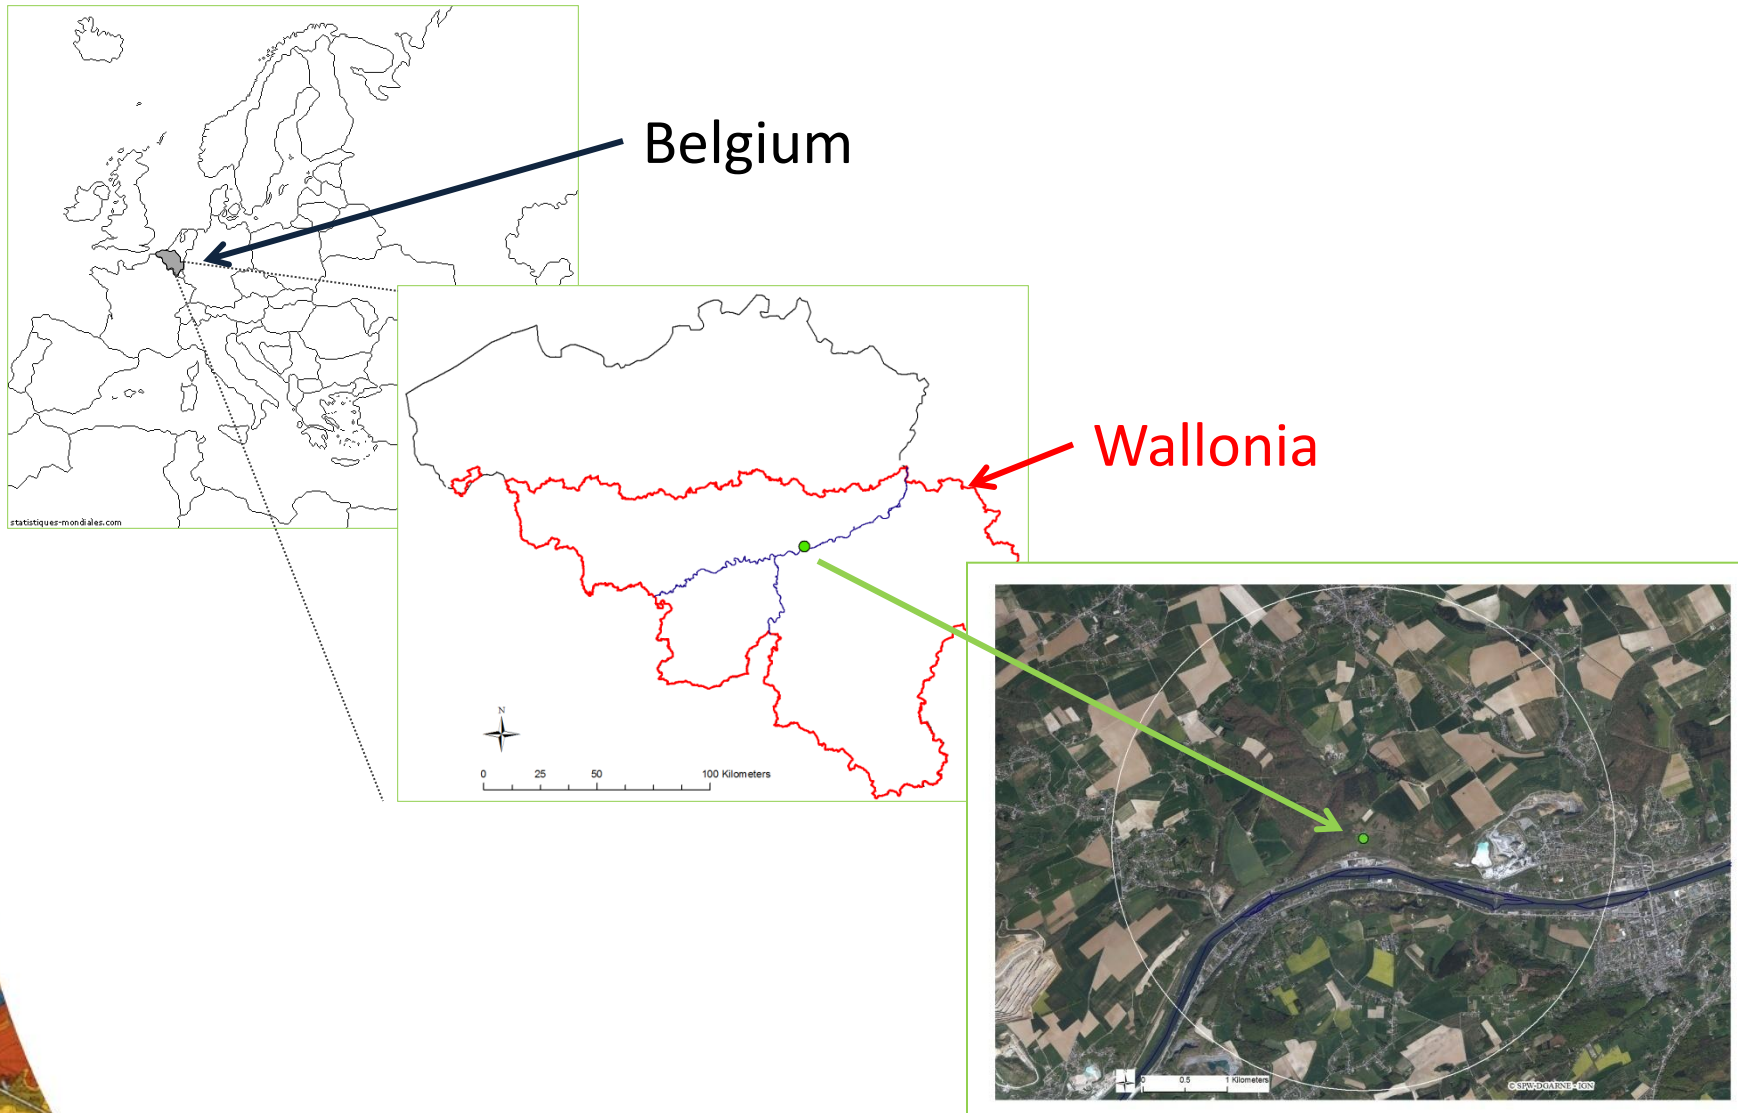 Belgium
statistiques-mondiales.com
Wallonia
N
0 25 50 100 Kilometers
0 0.5 1 Kilometers
© SPW-DGARNE - IGN